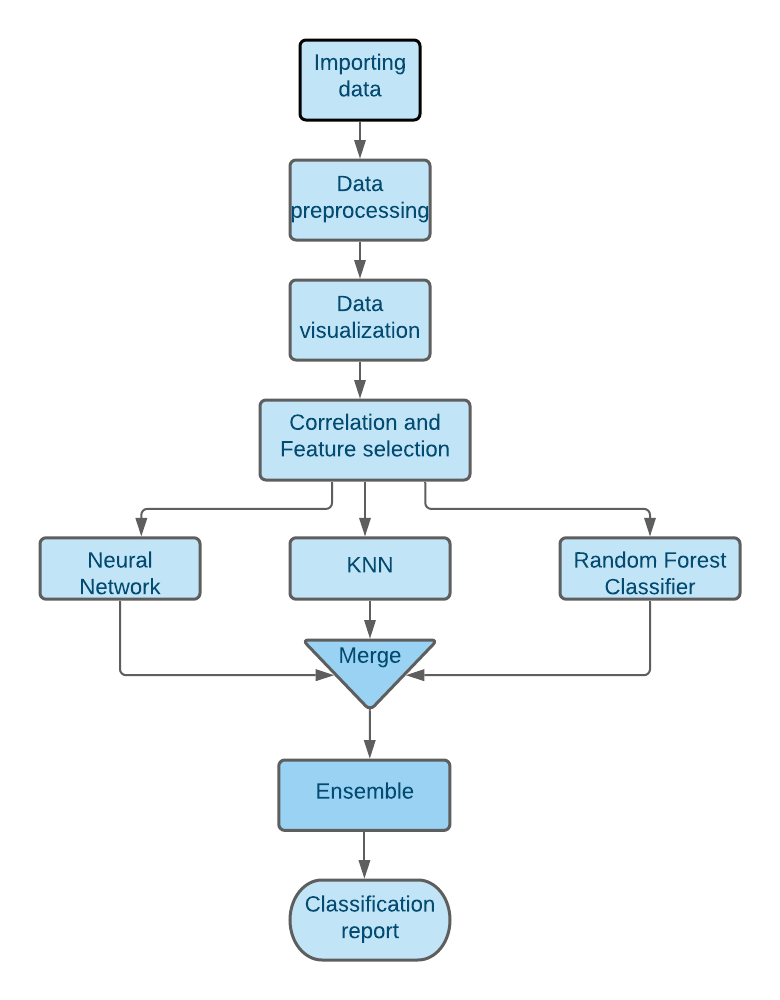 Importing
data
Data
preprocessing
Data
visualization
Correlation and
Feature selection
Neural
Network
KNN
Random Forest
Classifier
Merge
Ensemble
Classification
report